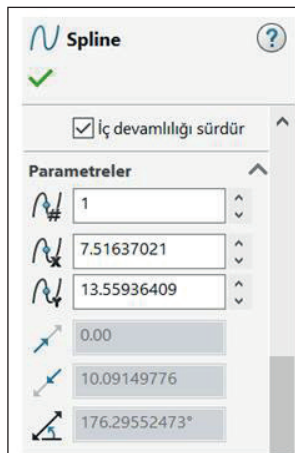 Spline
?
İç devamlılığı sürdür
Parametreler
# 1
X 7.51637021
Y 13.55936409
0.00
10.09149776
176.29552473°